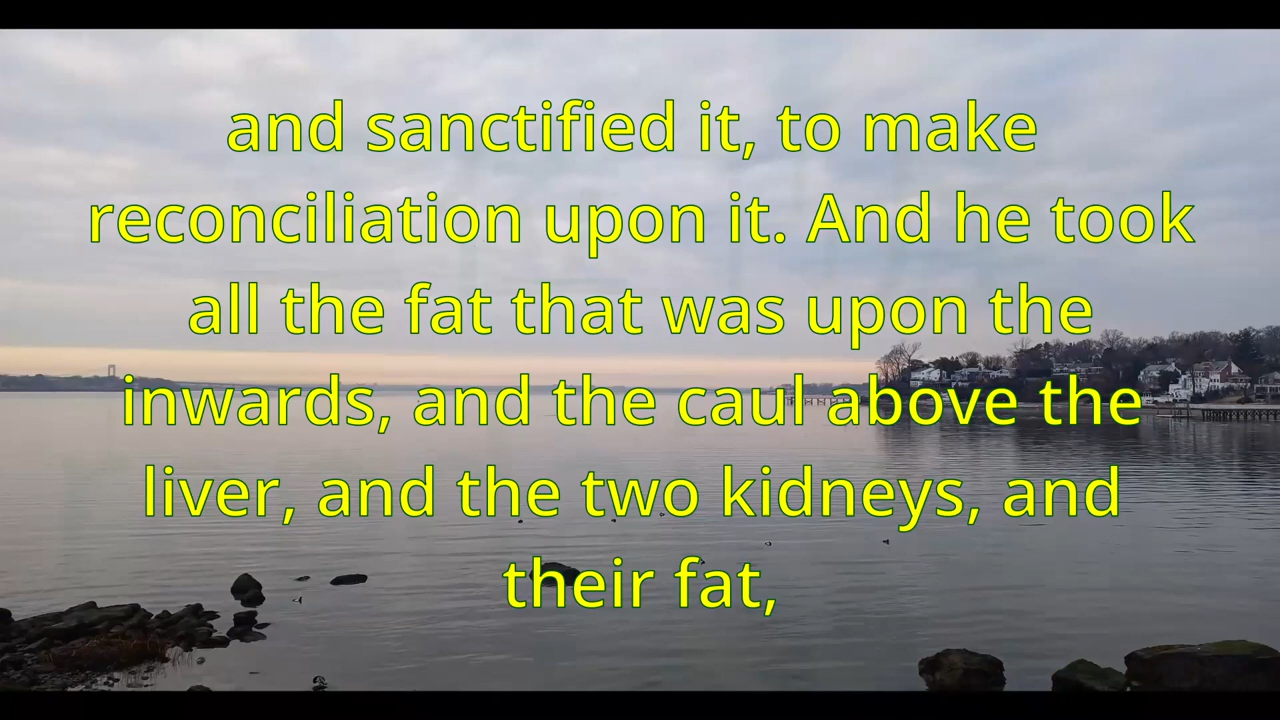 and sanctified it, to make
reconciliation upon it. And he took
all the fat that was upon the
inwards, and the caul above the
liver, and the two kidneys, and
their fat,